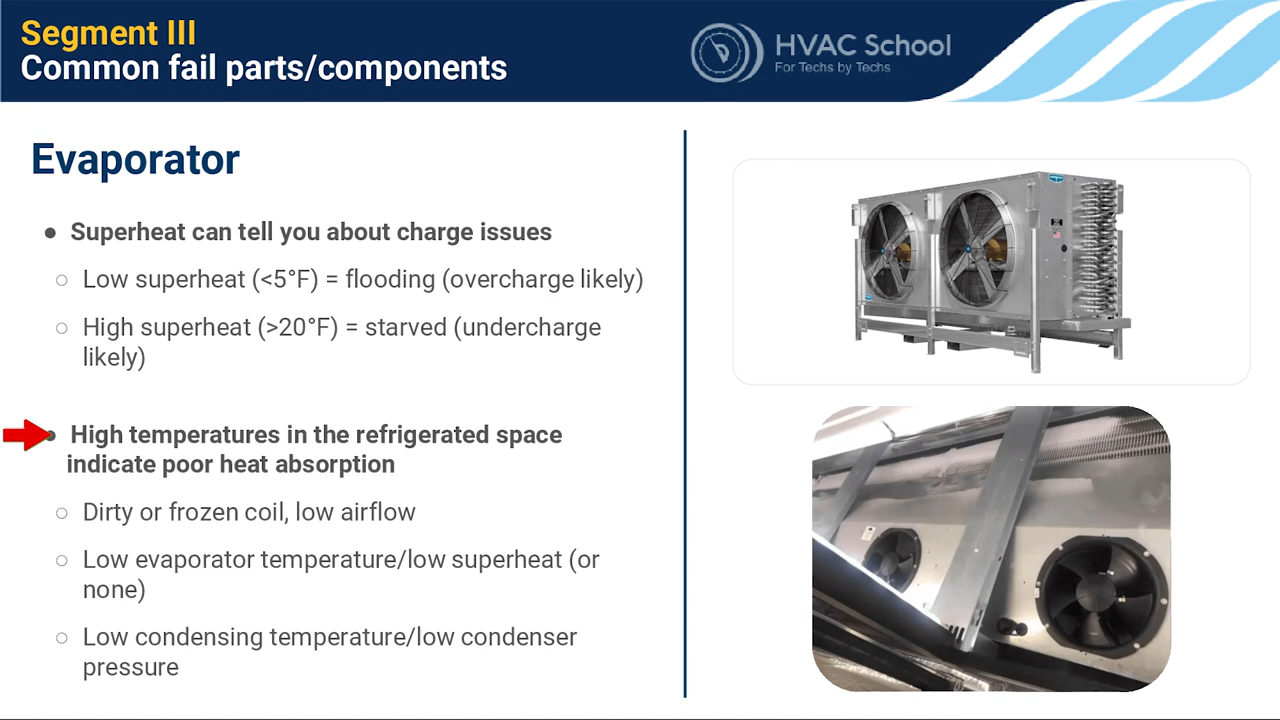 Segment III
Common fail parts/components
HVAC School
For Techs by Techs
Evaporator
● Superheat can tell you about charge issues
○ Low superheat (<5°F) = flooding (overcharge likely)
○ High superheat (>20°F) = starved (undercharge
likely)
● High temperatures in the refrigerated space
indicate poor heat absorption
○ Dirty or frozen coil, low airflow
○ Low evaporator temperature/low superheat (or
none)
○ Low condensing temperature/low condenser
pressure